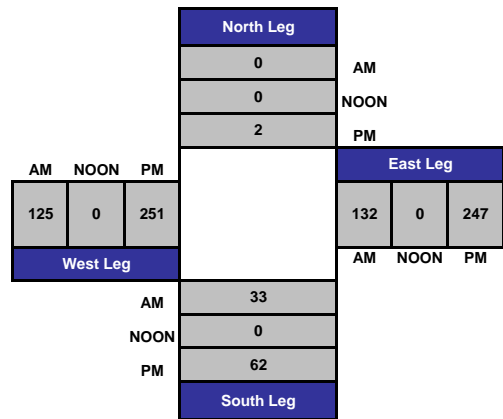 North Leg
0 AM
0 NOON
2 PM
AM NOON PM East Leg
125 0 251 132 0 247
West Leg AM NOON PM
AM 33
NOON 0
PM 62
South Leg